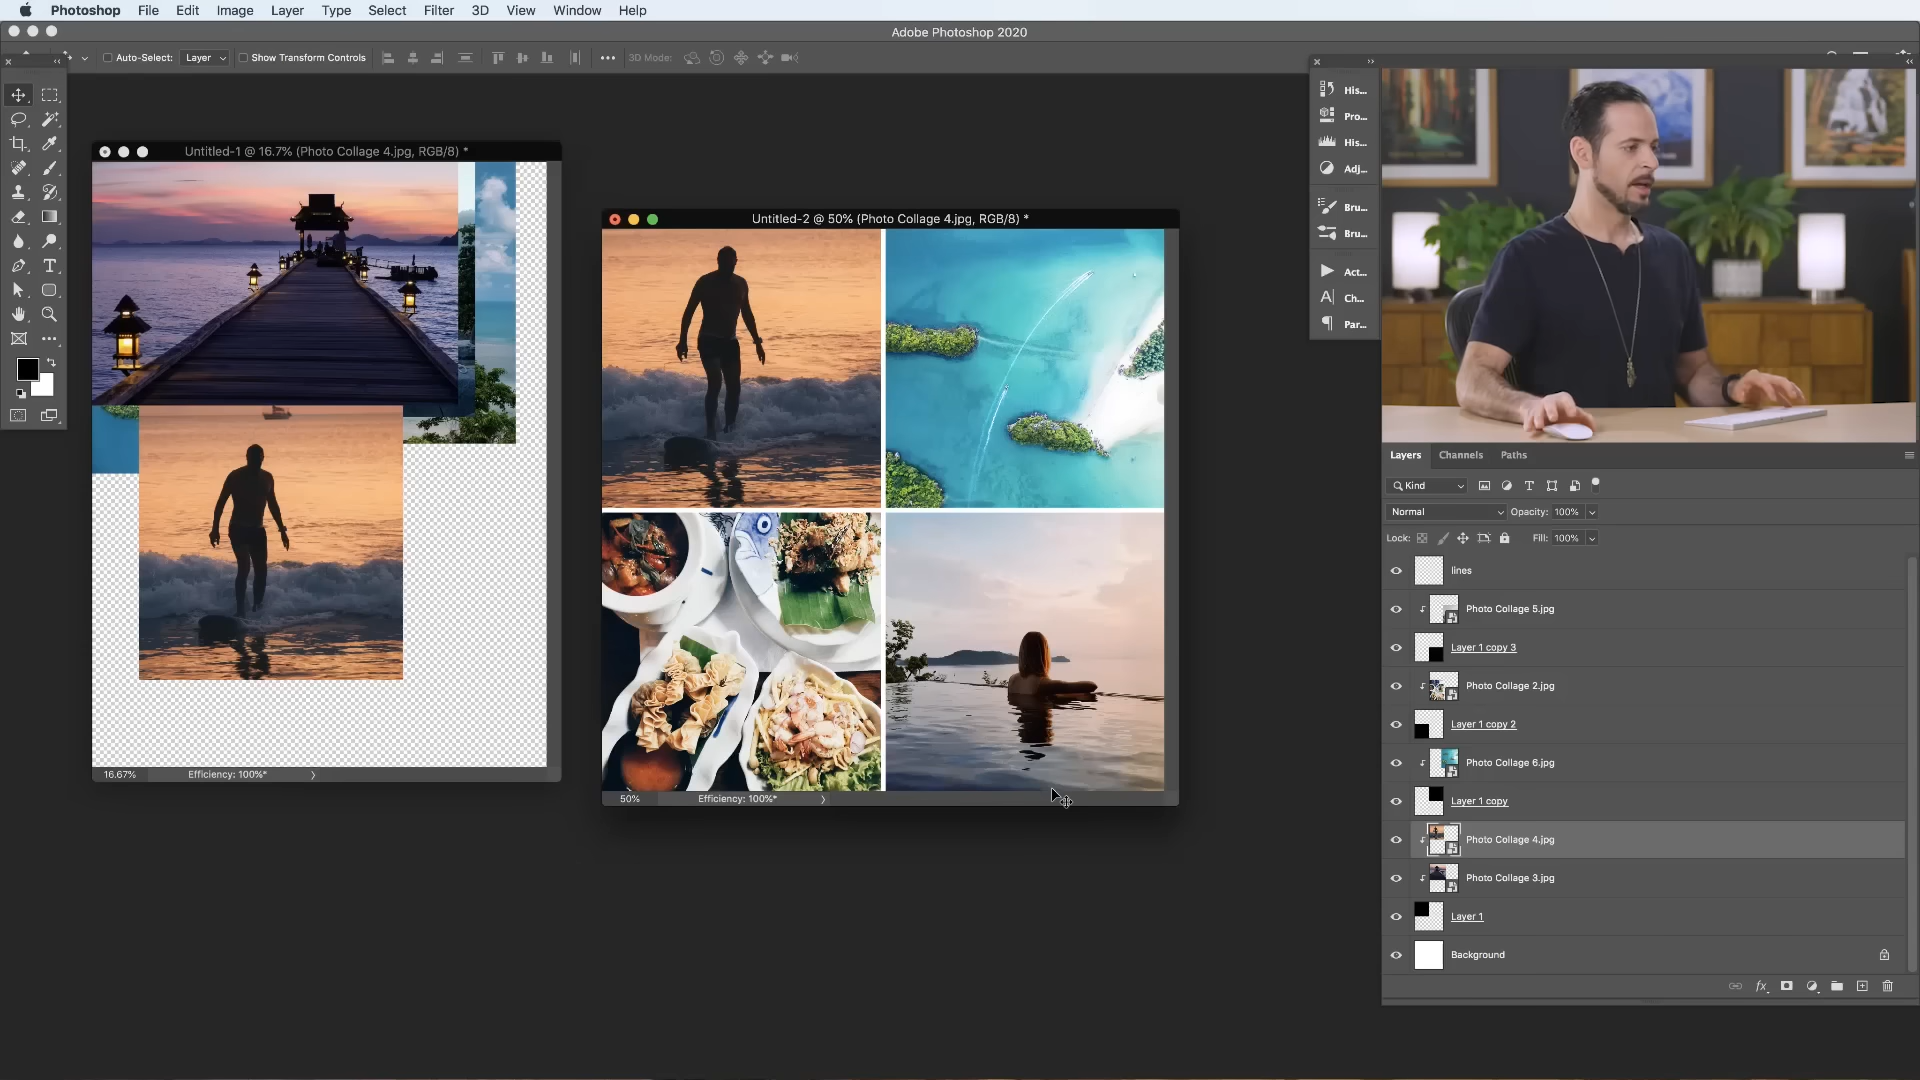 Photoshop File Edit Image Layer Type Select Filter 3D View Window Help
Adobe Photoshop 2020
Auto-Select: Layer Show Transform Controls 3D Mode:
His...
Pro...
His...
Adj...
Bru...
Bru...
Act...
Ch...
Par...
Untitled-1 @ 16.7% (Photo Collage 4.jpg, RGB/8) *
16.67% Efficiency: 100%*
Untitled-2 @ 50% (Photo Collage 4.jpg, RGB/8) *
50% Efficiency: 100%*
Layers Channels Paths
Kind
Normal Opacity: 100%
Lock: Fill: 100%
lines
Photo Collage 5.jpg
Layer 1 copy 3
Photo Collage 2.jpg
Layer 1 copy 2
Photo Collage 6.jpg
Layer 1 copy
Photo Collage 4.jpg
Photo Collage 3.jpg
Layer 1
Background